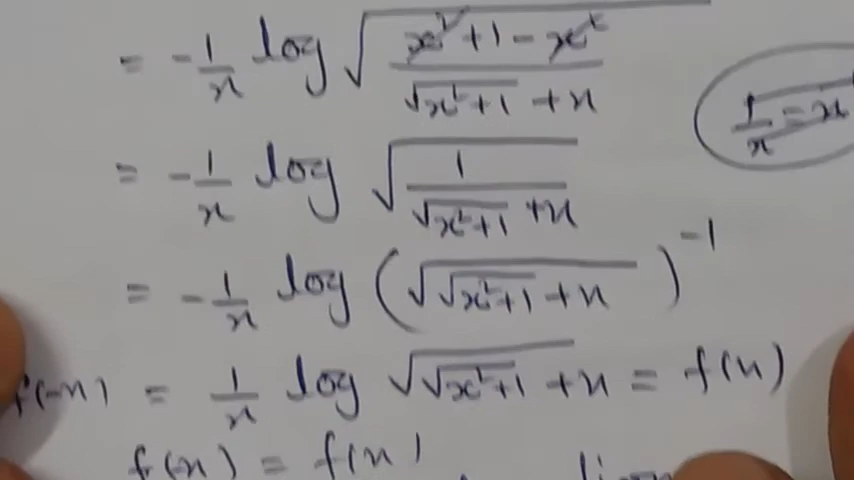 = -1/x log √((x²+1-x²)/(√(x²+1)+x))
1/x = x
= -1/x log √(1/(√(x²+1)+x))
= -1/x log (√(√(x²+1)+x))⁻¹
f(-x) = 1/x log √(√(x²+1)+x) = f(x)
f(-x) = f(x)